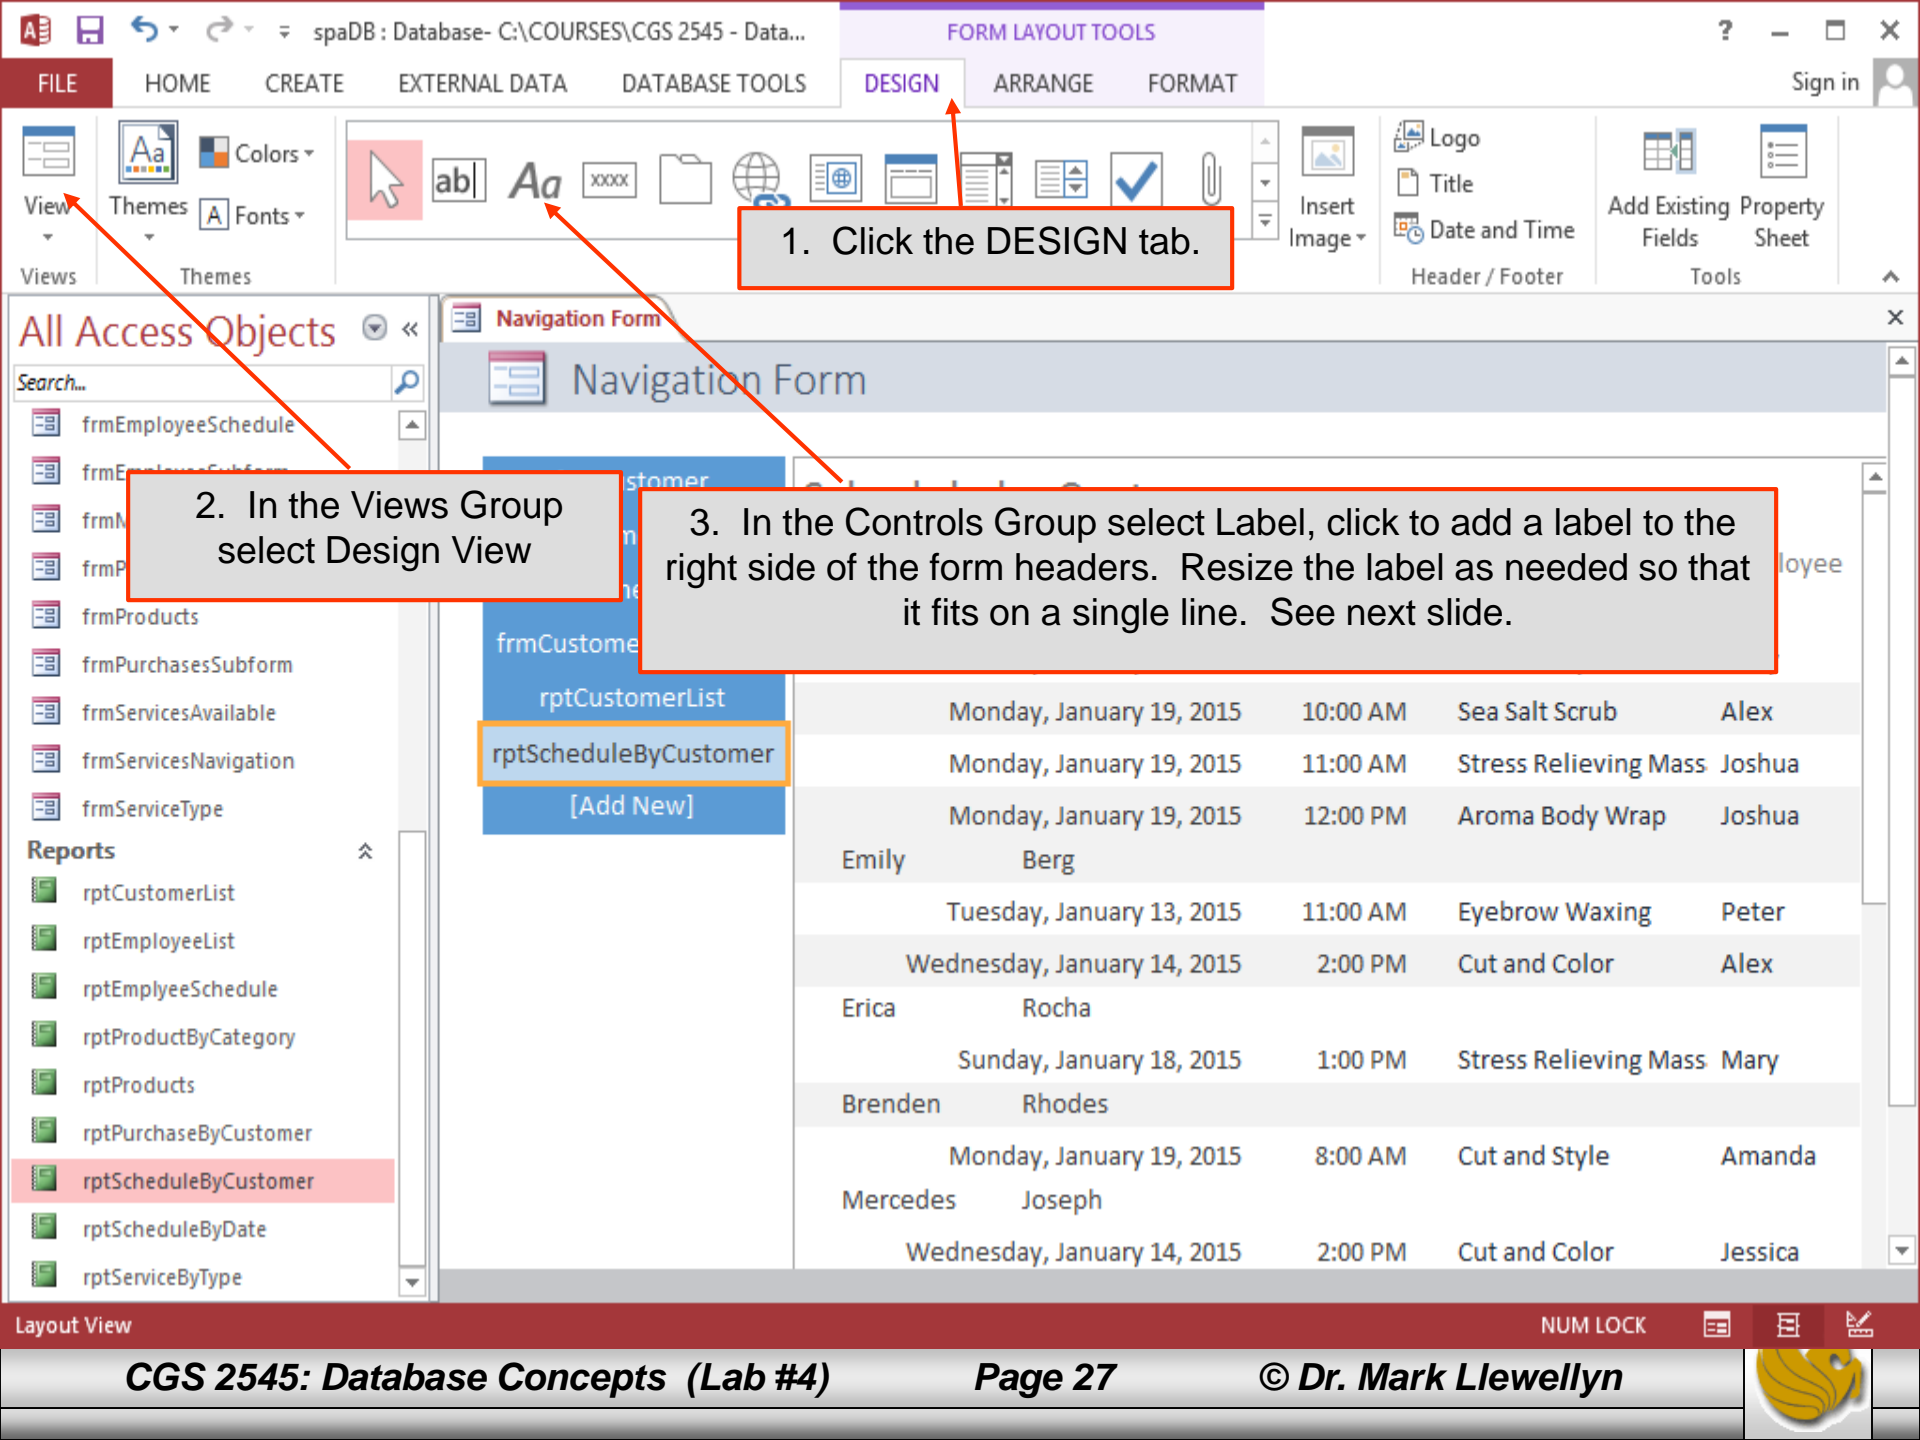 spaDB : Database- C:\COURSES\CGS 2545 - Data...
FORM LAYOUT TOOLS
?
FILE HOME CREATE EXTERNAL DATA DATABASE TOOLS DESIGN ARRANGE FORMAT Sign in
View
Views
Aa
Themes
Colors
A Fonts
Themes
ab
Aa
xxxx
Insert Image
Logo
Title
Date and Time
Header / Footer
Add Existing Fields
Property Sheet
Tools
1. Click the DESIGN tab.
All Access Objects «
Search...
frmEmployeeSchedule
frmProducts
frmPurchasesSubform
frmServicesAvailable
frmServicesNavigation
frmServiceType
Reports
rptCustomerList
rptEmployeeList
rptEmplyeeSchedule
rptProductByCategory
rptProducts
rptPurchaseByCustomer
rptScheduleByCustomer
rptScheduleByDate
rptServiceByType
2. In the Views Group
select Design View
Navigation Form
Navigation Form
3. In the Controls Group select Label, click to add a label to the
right side of the form headers. Resize the label as needed so that
it fits on a single line. See next slide.
rptCustomerList
rptScheduleByCustomer
[Add New]
Monday, January 19, 2015 10:00 AM Sea Salt Scrub Alex
Monday, January 19, 2015 11:00 AM Stress Relieving Mass Joshua
Monday, January 19, 2015 12:00 PM Aroma Body Wrap Joshua
Emily Berg
Tuesday, January 13, 2015 11:00 AM Eyebrow Waxing Peter
Wednesday, January 14, 2015 2:00 PM Cut and Color Alex
Erica Rocha
Sunday, January 18, 2015 1:00 PM Stress Relieving Mass Mary
Brenden Rhodes
Monday, January 19, 2015 8:00 AM Cut and Style Amanda
Mercedes Joseph
Wednesday, January 14, 2015 2:00 PM Cut and Color Jessica
Layout View NUM LOCK
CGS 2545: Database Concepts (Lab #4) Page 27 © Dr. Mark Llewellyn